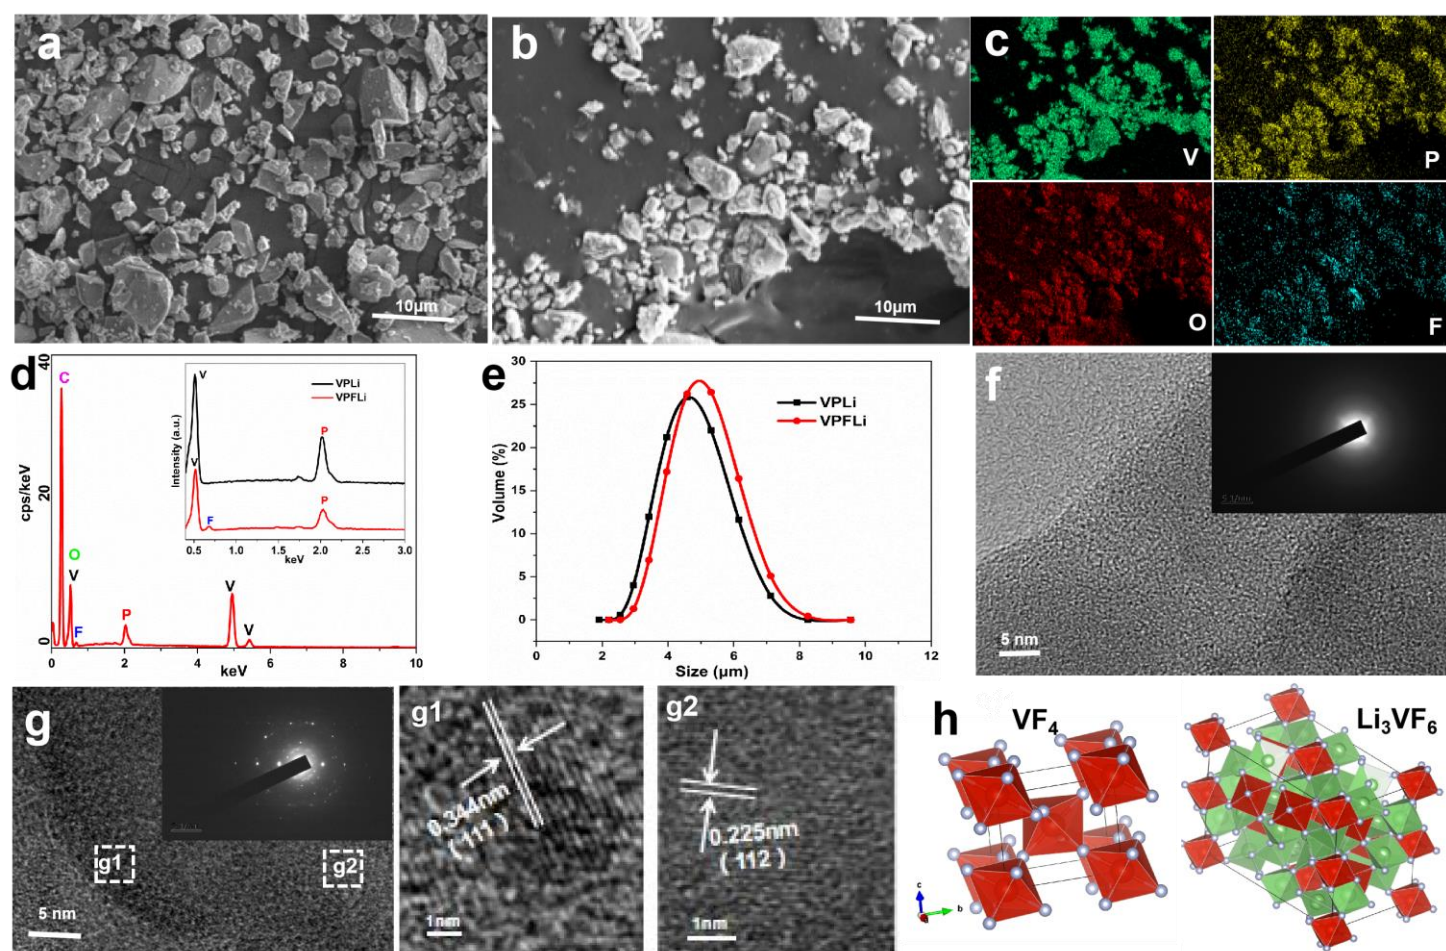 a
10µm
b
10µm
c
V
P
O
F
d
40
20
0
cps/keV
C
O
V
F
P
V
V
0 2 4 6 8 10
keV
Intensity (a.u.)
V
VPLi
VPFLi
P
V
F
P
0.5 1.0 1.5 2.0 2.5 3.0
keV
e
30
25
20
15
10
5
0
Volume (%)
VPLi
VPFLi
0 2 4 6 8 10 12
Size (µm)
f
5 nm
g
g1
g2
5 nm
g1
0.344nm
( 111 )
1nm
g2
0.225nm
( 112 )
1nm
h
VF₄
c
b
Li₃VF₆